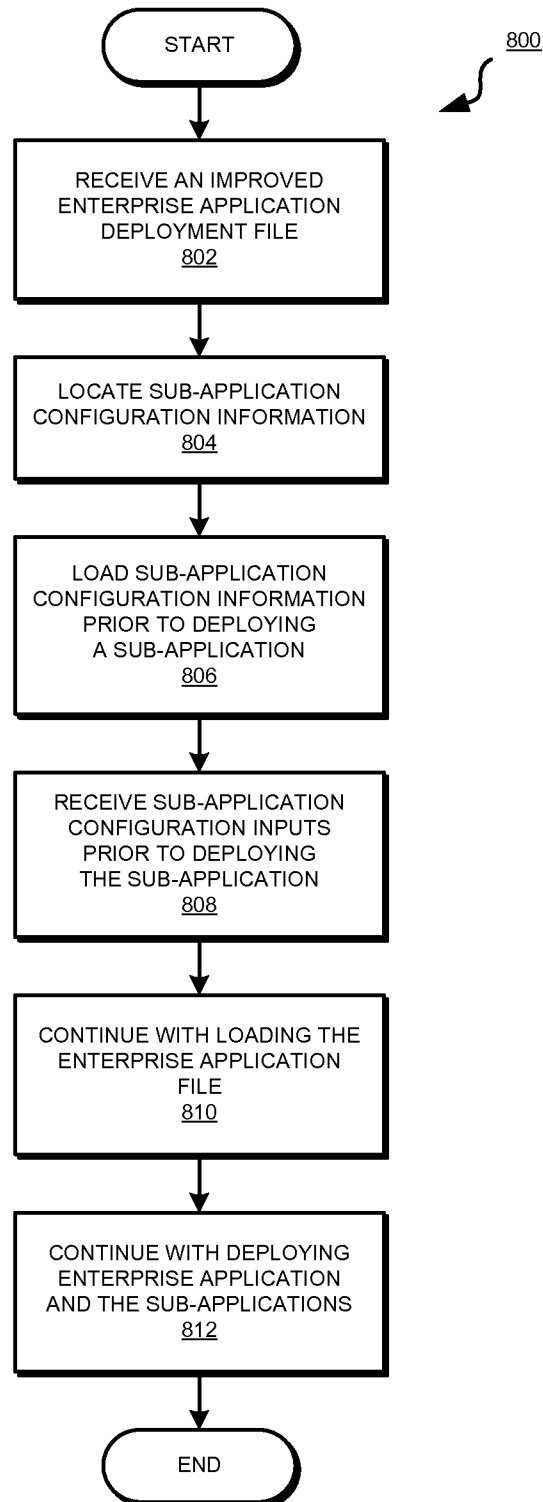 START
800
RECEIVE AN IMPROVED
ENTERPRISE APPLICATION
DEPLOYMENT FILE
802
LOCATE SUB-APPLICATION
CONFIGURATION INFORMATION
804
LOAD SUB-APPLICATION
CONFIGURATION INFORMATION
PRIOR TO DEPLOYING
A SUB-APPLICATION
806
RECEIVE SUB-APPLICATION
CONFIGURATION INPUTS
PRIOR TO DEPLOYING
THE SUB-APPLICATION
808
CONTINUE WITH LOADING THE
ENTERPRISE APPLICATION
FILE
810
CONTINUE WITH DEPLOYING
ENTERPRISE APPLICATION
AND THE SUB-APPLICATIONS
812
END